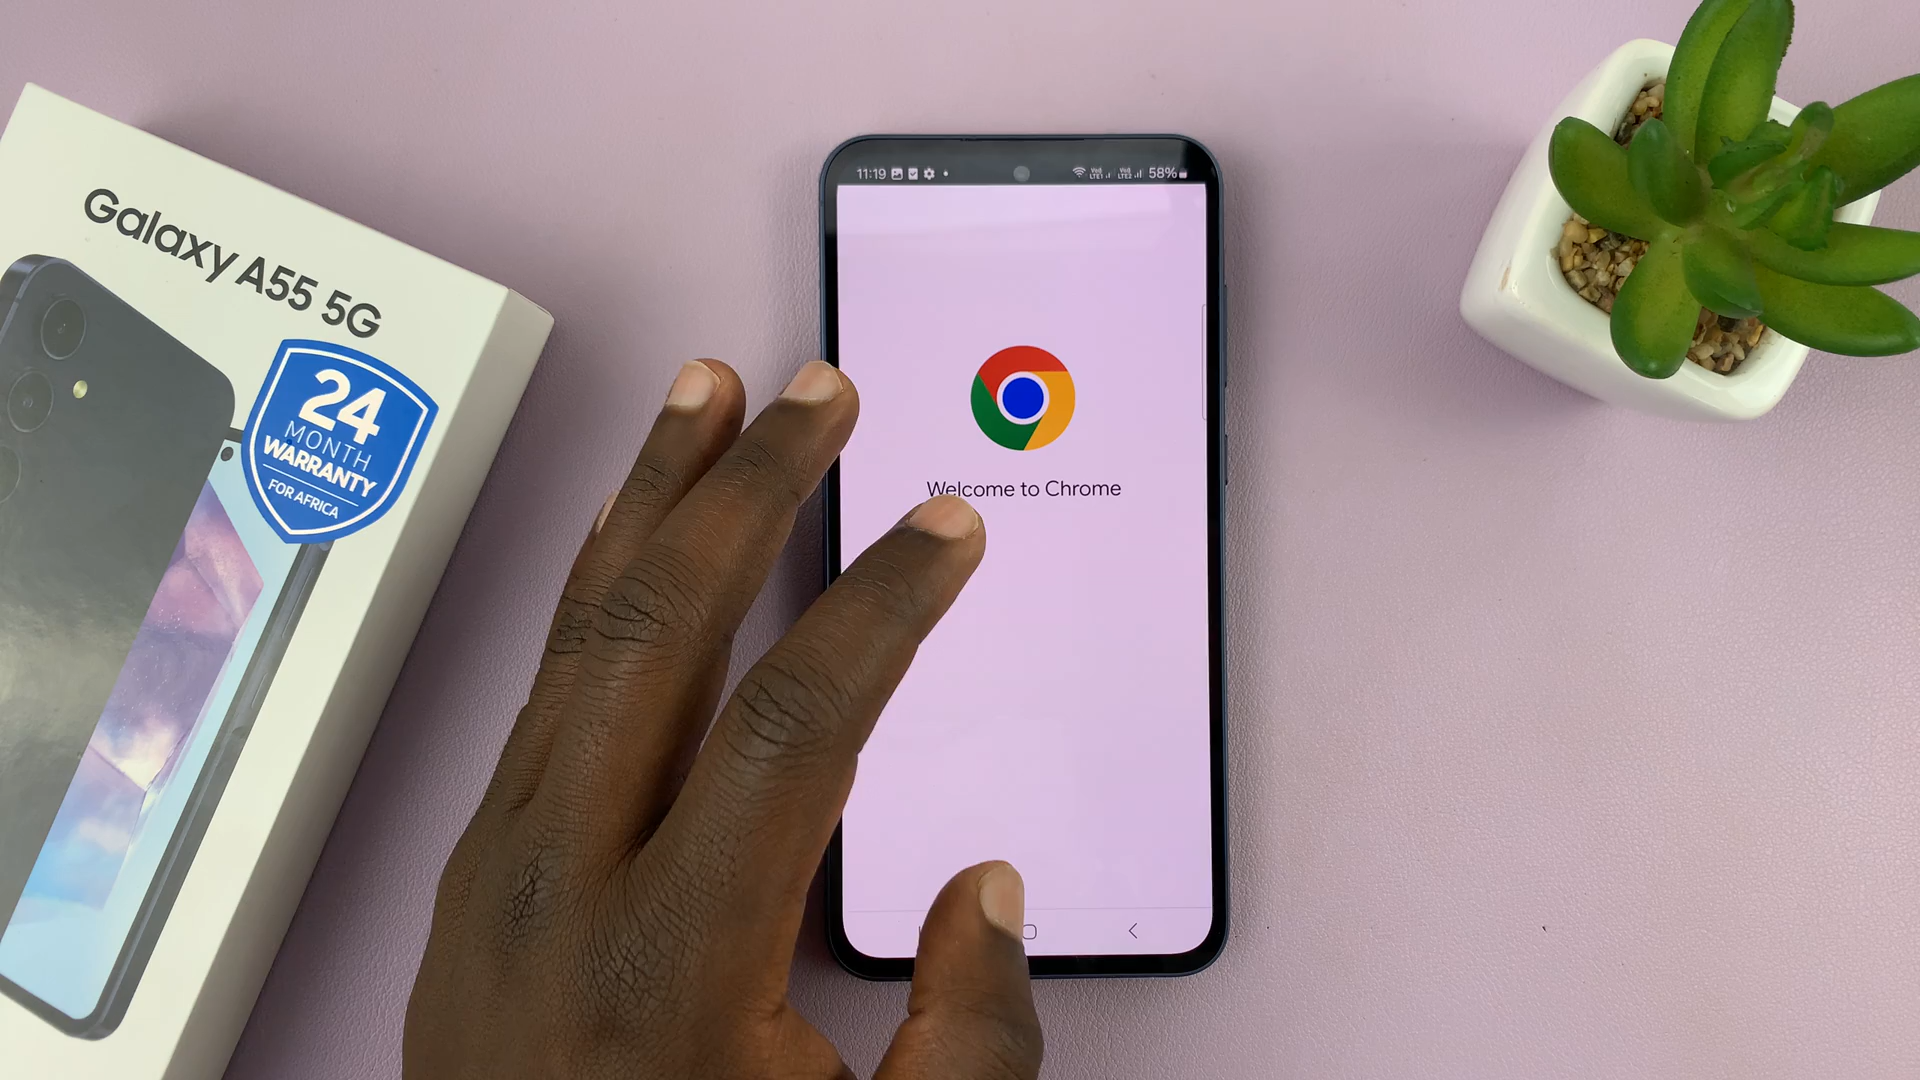 Galaxy A55 5G
24
MONTH
WARRANTY
FOR AFRICA
11:19
58%
Welcome to Chrome